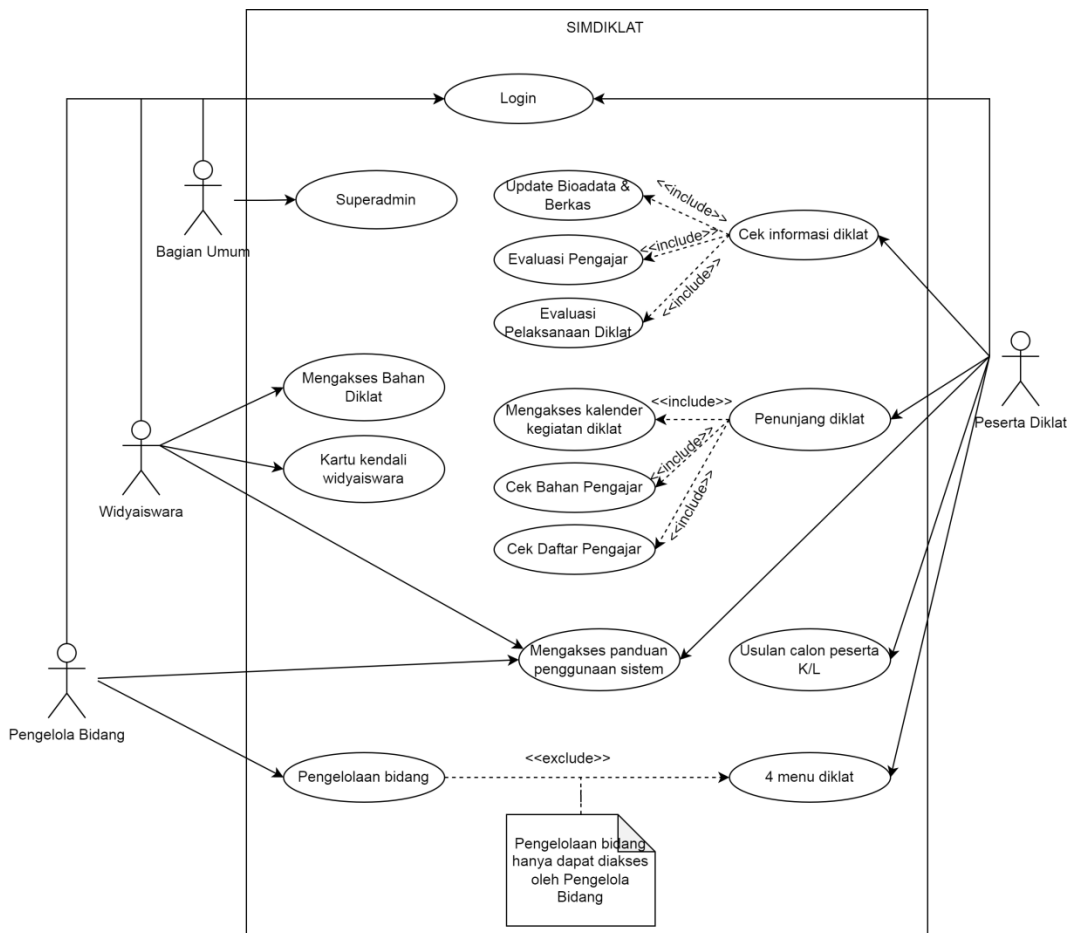 SIMDIKLAT
Login
Bagian Umum
Superadmin
Update Bioadata &
Berkas
<<include>>
Cek informasi diklat
Evaluasi Pengajar
<<include>>
Evaluasi
Pelaksanaan Diklat
<<include>>
Peserta Diklat
Mengakses Bahan
Diklat
Widyaiswara
Kartu kendali
widyaiswara
Mengakses kalender
kegiatan diklat
<<include>>
Penunjang diklat
Cek Bahan Pengajar
<<include>>
Cek Daftar Pengajar
<<include>>
Mengakses panduan
penggunaan sistem
Usulan calon peserta
K/L
Pengelola Bidang
Pengelolaan bidang
<<exclude>>
4 menu diklat
Pengelolaan bidang
hanya dapat diakses
oleh Pengelola
Bidang